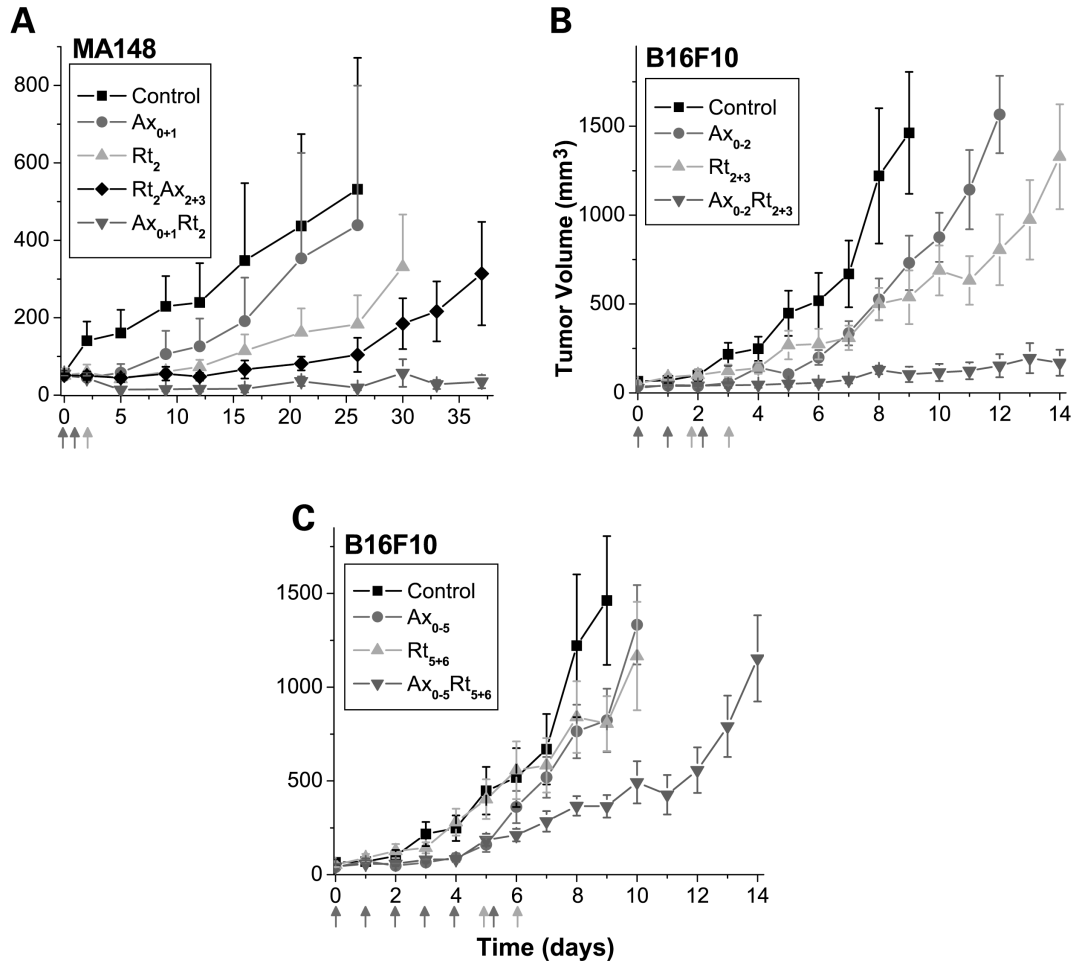 A
MA148
Control
Ax0+1
Rt2
Rt2Ax2+3
Ax0+1Rt2
800
600
400
200
0
0 5 10 15 20 25 30 35
B
B16F10
Control
Ax0-2
Rt2+3
Ax0-2Rt2+3
Tumor Volume (mm3)
1500
1000
500
0
0 2 4 6 8 10 12 14
C
B16F10
Control
Ax0-5
Rt5+6
Ax0-5Rt5+6
1500
1000
500
0
0 2 4 6 8 10 12 14
Time (days)